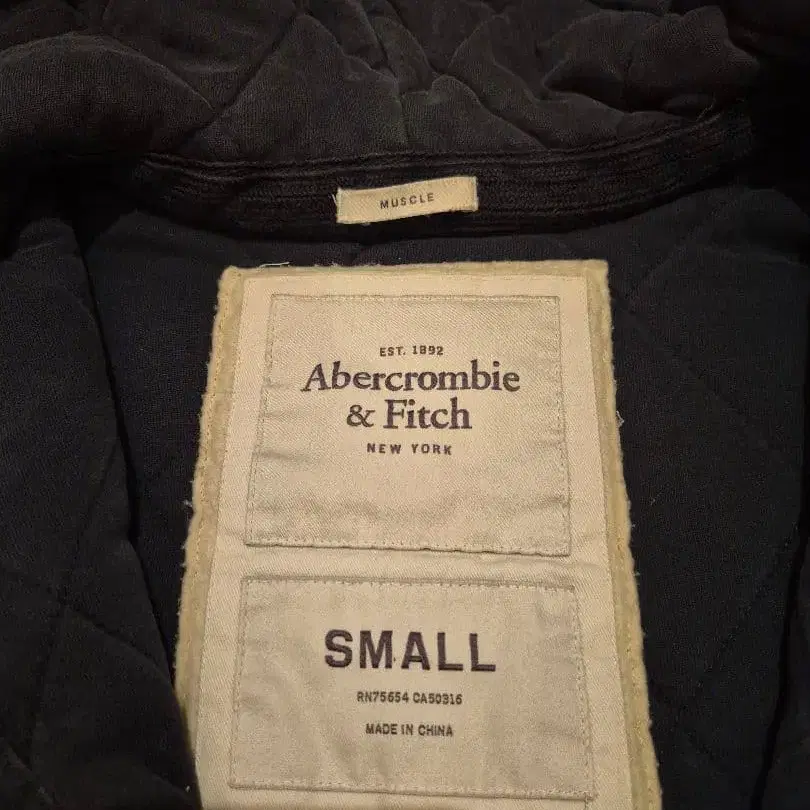 MUSCLE
EST. 1892
Abercrombie
& Fitch
NEW YORK
SMALL
RN75654 CA50316
MADE IN CHINA